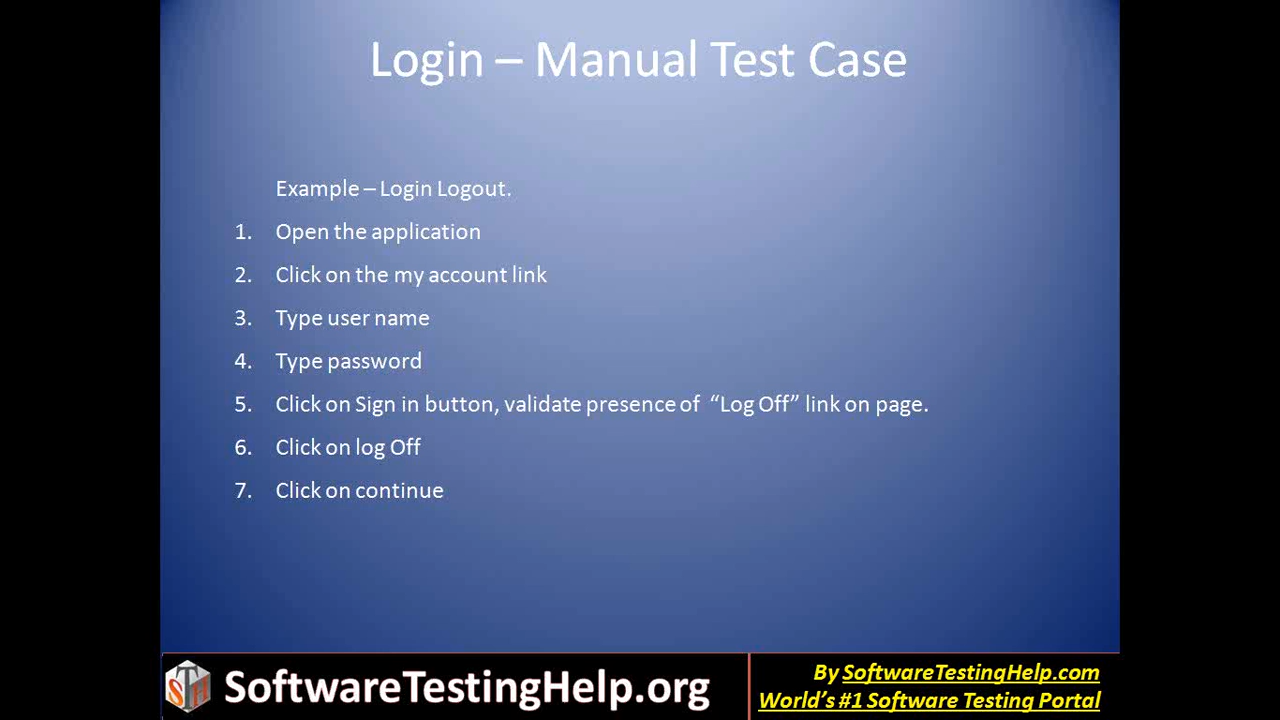 Login – Manual Test Case
Example – Login Logout.
1. Open the application
2. Click on the my account link
3. Type user name
4. Type password
5. Click on Sign in button, validate presence of “Log Off” link on page.
6. Click on log Off
7. Click on continue
STH
SoftwareTestingHelp.org
By SoftwareTestingHelp.com
World’s #1 Software Testing Portal